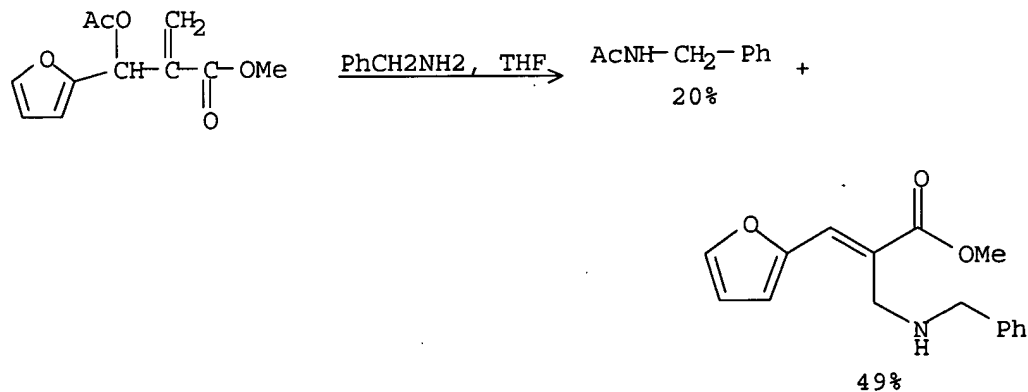 AcO CH2
O
CH-C C-OMe
O
PhCH2NH2, THF
AcNH-CH2-Ph +
20%
O
O
OMe
N
H
Ph
49%